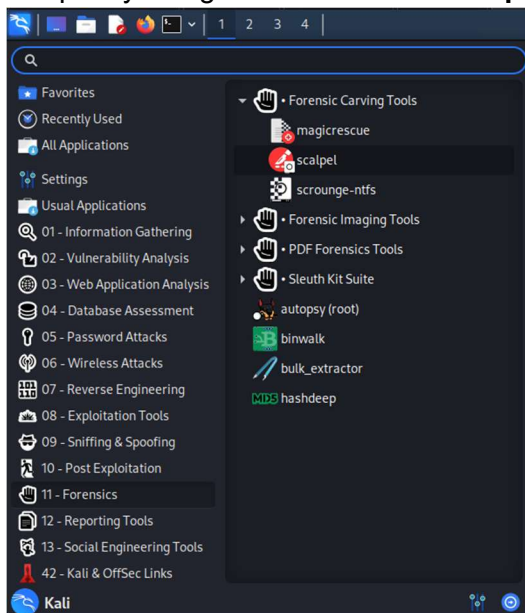 1 2 3 4
Favorites
Recently Used
All Applications
Settings
Usual Applications
01 - Information Gathering
02 - Vulnerability Analysis
03 - Web Application Analysis
04 - Database Assessment
05 - Password Attacks
06 - Wireless Attacks
07 - Reverse Engineering
08 - Exploitation Tools
09 - Sniffing & Spoofing
10 - Post Exploitation
11 - Forensics
12 - Reporting Tools
13 - Social Engineering Tools
42 - Kali & OffSec Links
• Forensic Carving Tools
magicrescue
scalpel
scrounge-ntfs
• Forensic Imaging Tools
• PDF Forensics Tools
• Sleuth Kit Suite
autopsy (root)
binwalk
bulk_extractor
MD5 hashdeep
Kali